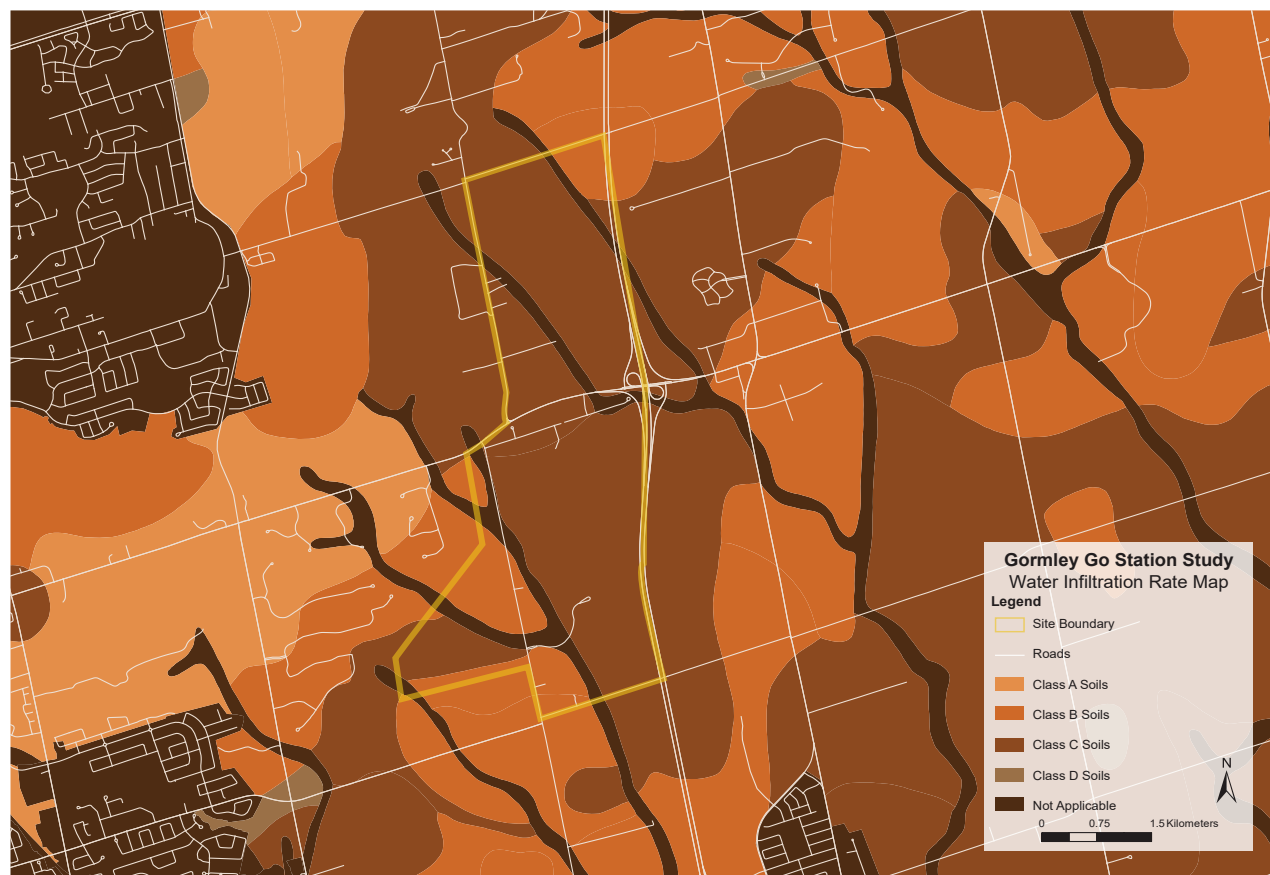 Gormley Go Station Study
Water Infiltration Rate Map
Legend
Site Boundary
Roads
Class A Soils
Class B Soils
Class C Soils
Class D Soils
Not Applicable
N
0 0.75 1.5 Kilometers